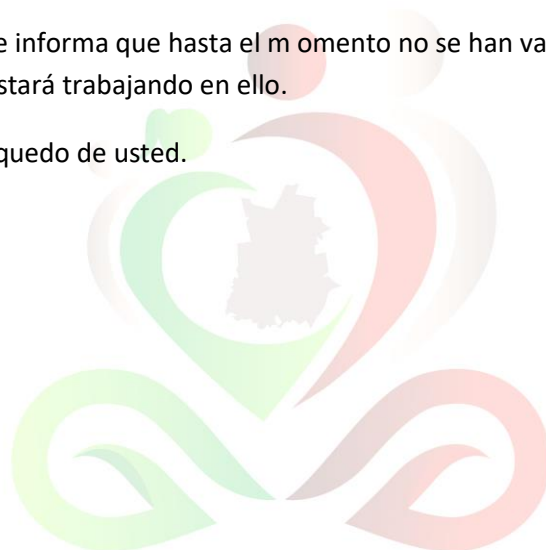 e informa que hasta el m omento no se han va
stará trabajando en ello.
quedo de usted.